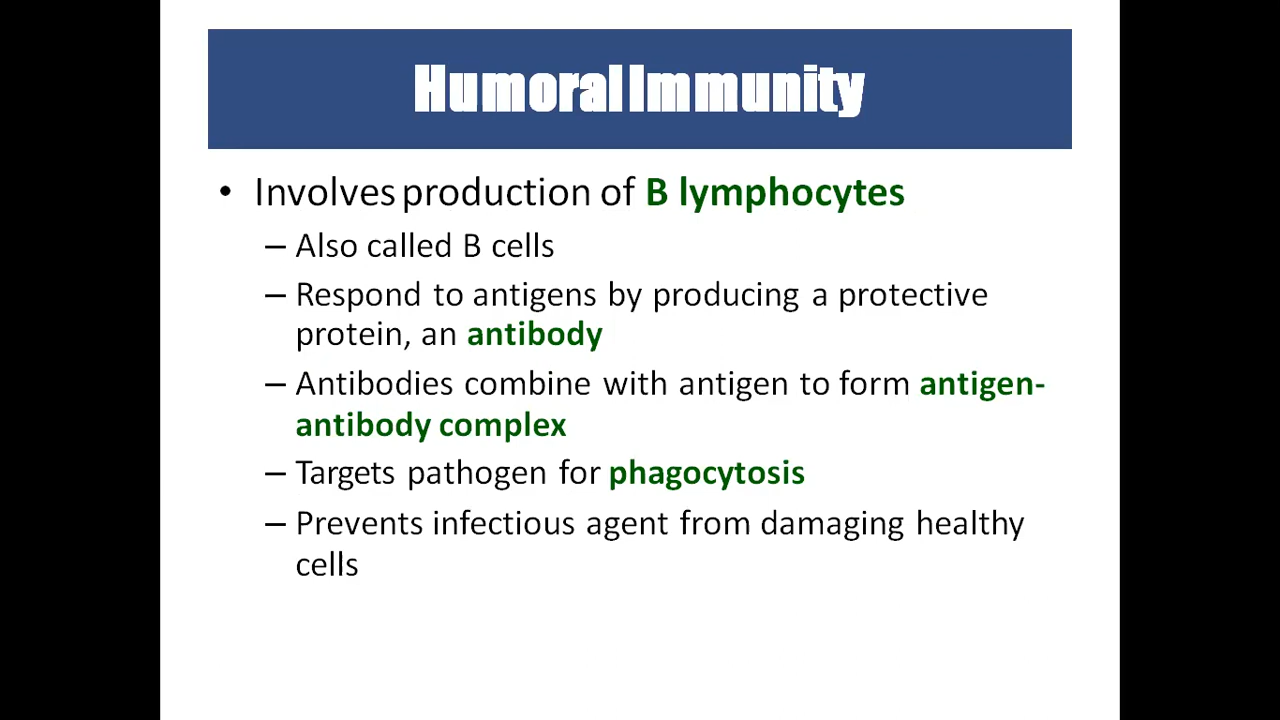 Humoral Immunity
• Involves production of B lymphocytes
– Also called B cells
– Respond to antigens by producing a protective
protein, an antibody
– Antibodies combine with antigen to form antigen-
antibody complex
– Targets pathogen for phagocytosis
– Prevents infectious agent from damaging healthy
cells